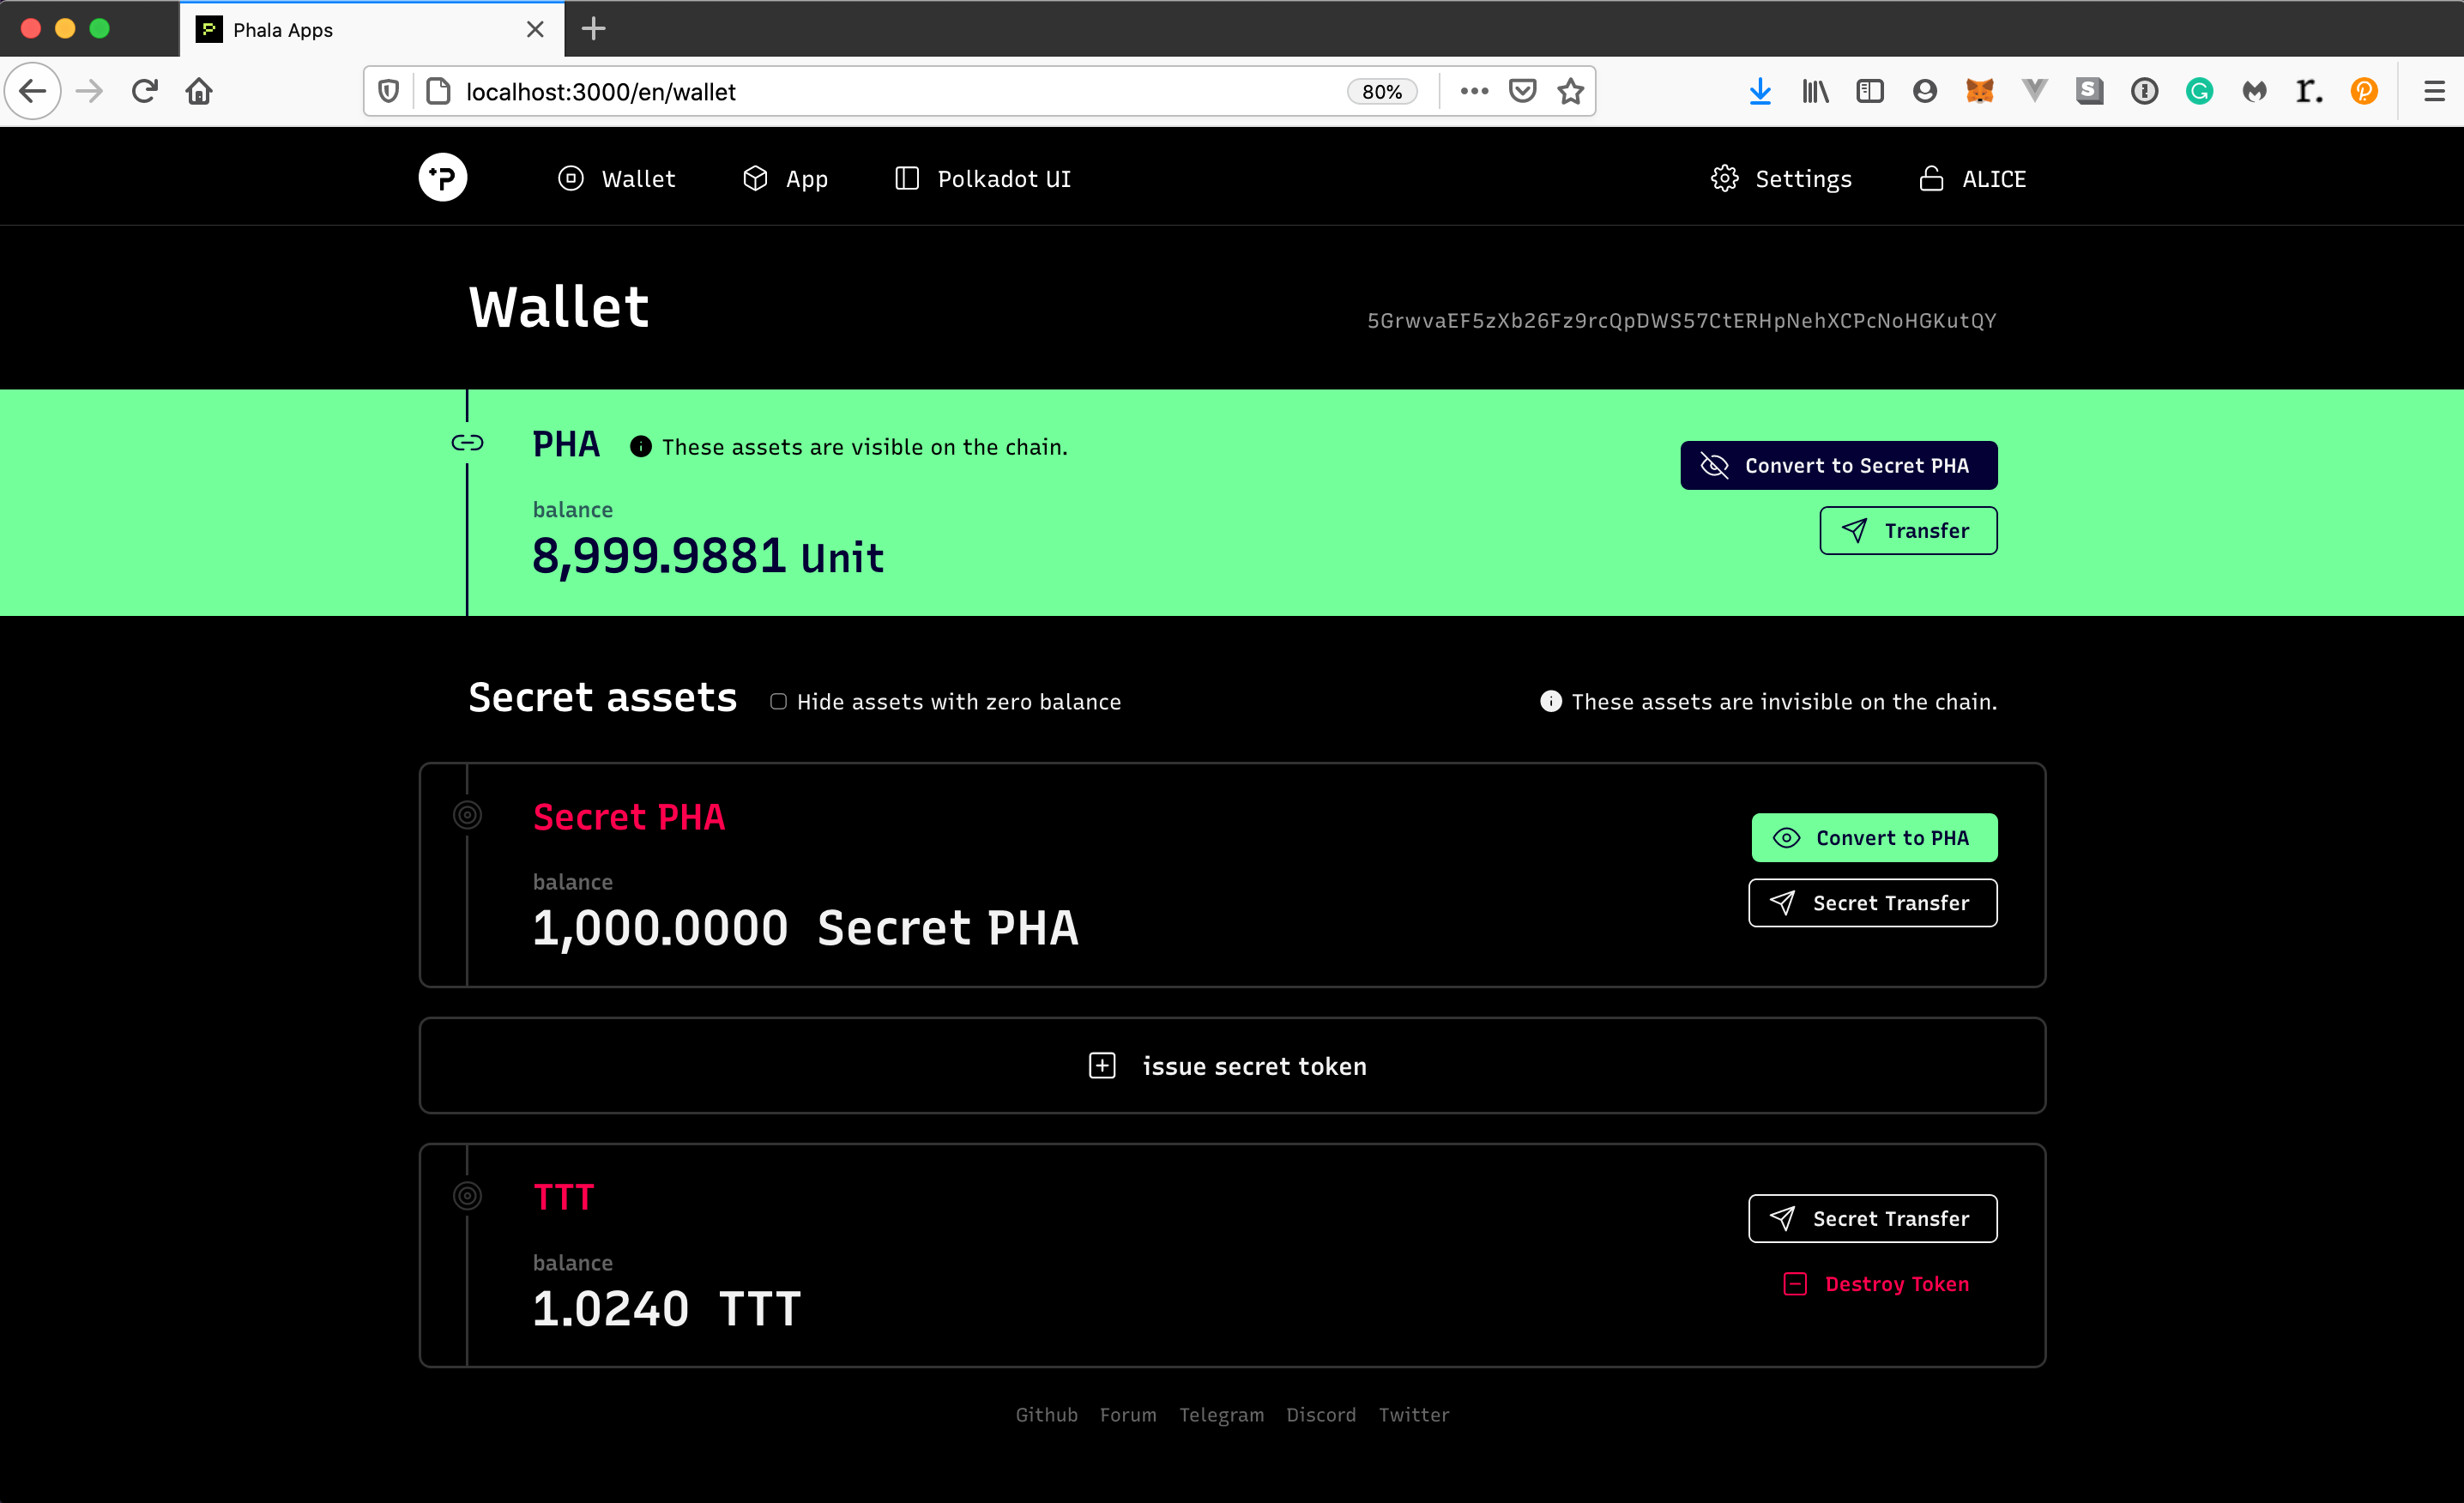 Phala Apps
localhost:3000/en/wallet 80%
Wallet App Polkadot UI Settings ALICE
Wallet
5GrwvaEF5zXb26Fz9rcQpDWS57CtERHpNehXCPcNoHGKutQY
PHA These assets are visible on the chain.
Convert to Secret PHA
balance
Transfer
8,999.9881 Unit
Secret assets Hide assets with zero balance These assets are invisible on the chain.
Secret PHA
Convert to PHA
balance
Secret Transfer
1,000.0000 Secret PHA
issue secret token
TTT
Secret Transfer
balance
Destroy Token
1.0240 TTT
Github Forum Telegram Discord Twitter